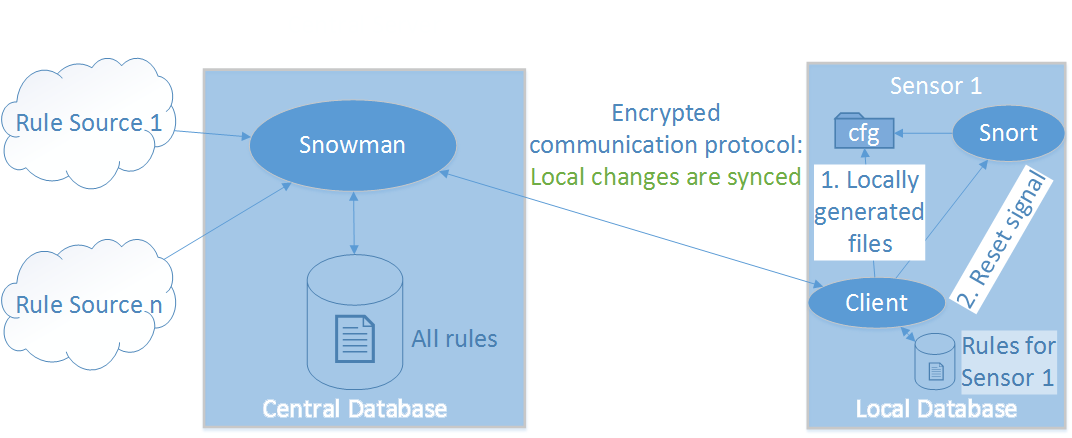 Rule Source 1
Rule Source n
Snowman
All rules
Central Database
Encrypted
communication protocol:
Local changes are synced
Sensor 1
cfg
Snort
1. Locally
generated
files
2. Reset signal
Client
Rules for
Sensor 1
Local Database